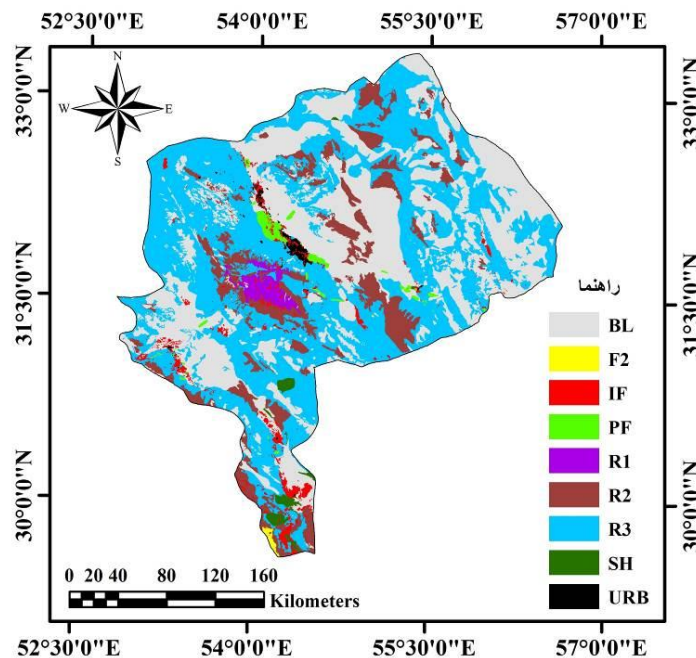 52°30'0"E 54°0'0"E 55°30'0"E 57°0'0"E
N
W E
S
33°0'0"N 33°0'0"N
31°30'0"N 31°30'0"N
30°0'0"N 30°0'0"N
راهنما
BL
F2
IF
PF
R1
R2
R3
SH
URB
0 20 40 80 120 160
Kilometers
52°30'0"E 54°0'0"E 55°30'0"E 57°0'0"E